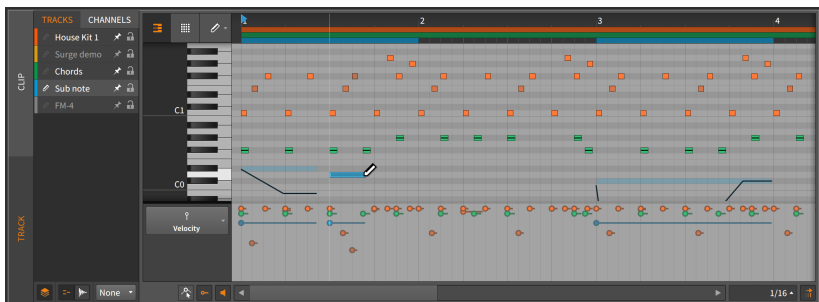 TRACKS CHANNELS
1 2 3 4
House Kit 1
Surge demo
Chords
Sub note
FM-4
CLIP
TRACK
C1
C0
Velocity
None
1/16